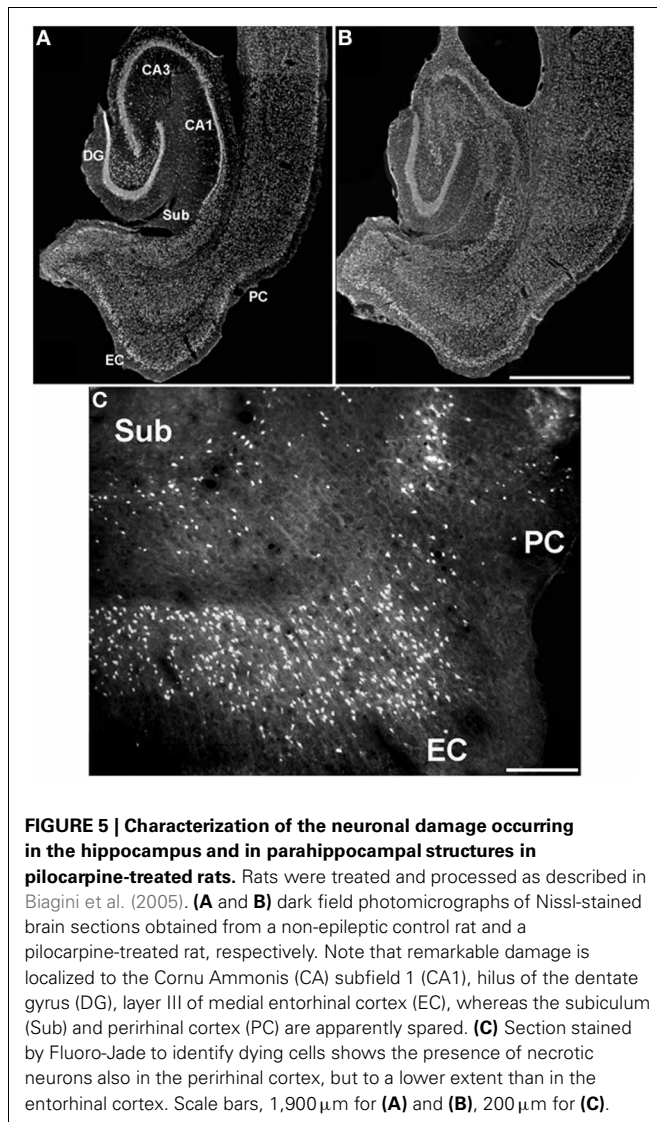 A
B
CA3
CA1
DG
Sub
PC
EC
C
Sub
PC
EC
FIGURE 5 | Characterization of the neuronal damage occurring
in the hippocampus and in parahippocampal structures in
pilocarpine-treated rats. Rats were treated and processed as described in
Biagini et al. (2005). (A and B) dark field photomicrographs of Nissl-stained
brain sections obtained from a non-epileptic control rat and a
pilocarpine-treated rat, respectively. Note that remarkable damage is
localized to the Cornu Ammonis (CA) subfield 1 (CA1), hilus of the dentate
gyrus (DG), layer III of medial entorhinal cortex (EC), whereas the subiculum
(Sub) and perirhinal cortex (PC) are apparently spared. (C) Section stained
by Fluoro-Jade to identify dying cells shows the presence of necrotic
neurons also in the perirhinal cortex, but to a lower extent than in the
entorhinal cortex. Scale bars, 1,900 μm for (A) and (B), 200 μm for (C).